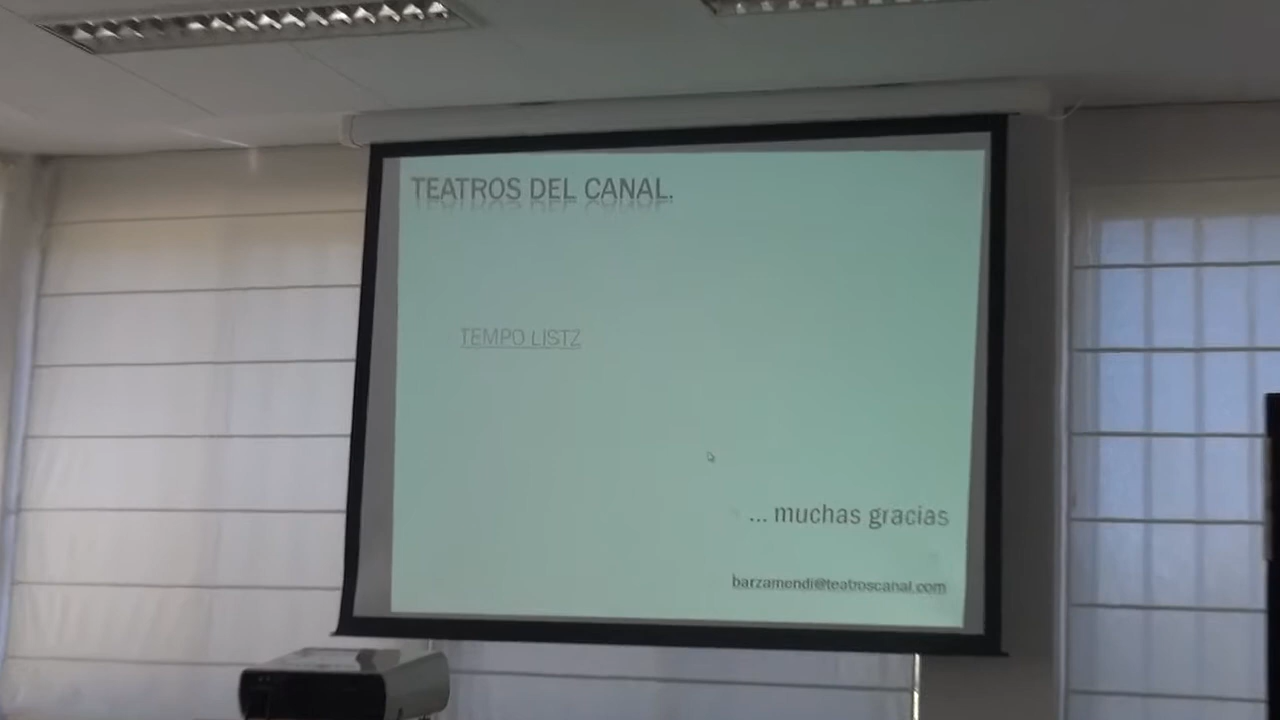 TEATROS DEL CANAL.
TEMPO LISTZ
... muchas gracias
barzamendi@teatroscanal.com